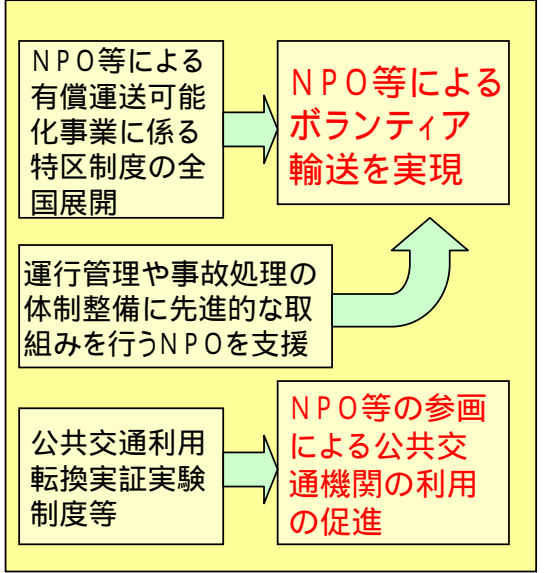 NPO等による
有償運送可能
化事業に係る
特区制度の全
国展開
NPO等による
ボランティア
輸送を実現
運行管理や事故処理の
体制整備に先進的な取
組みを行うNPOを支援
公共交通利用
転換実証実験
制度等
NPO等の参画
による公共交
通機関の利用
の促進